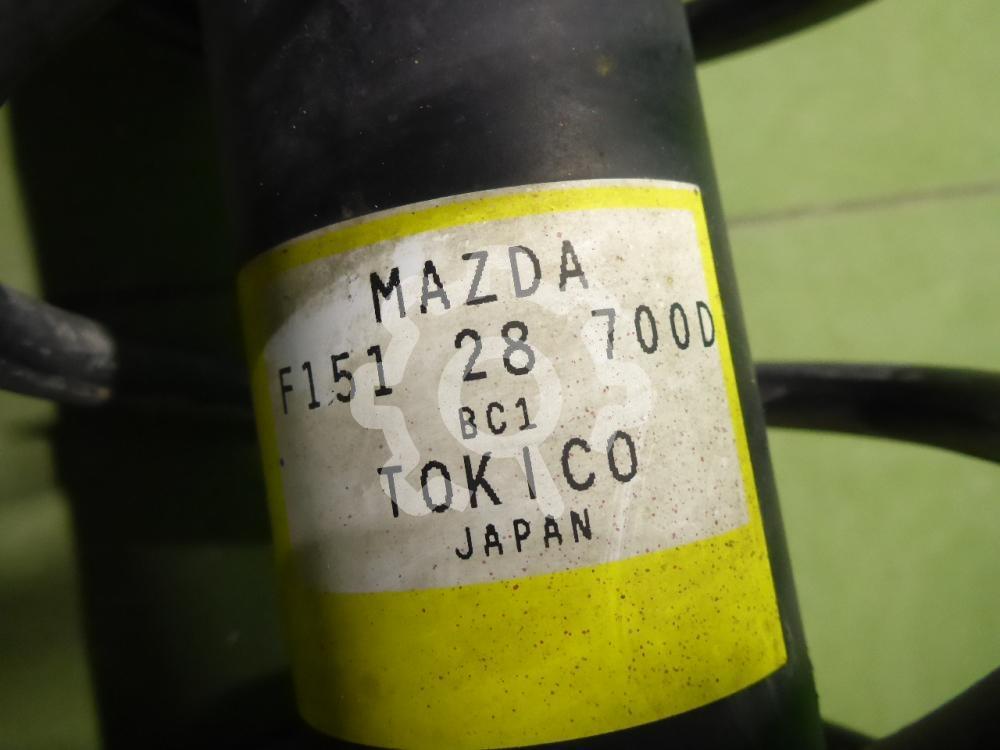 MAZDA
F151 28 700D
BC1
TOKICO
JAPAN